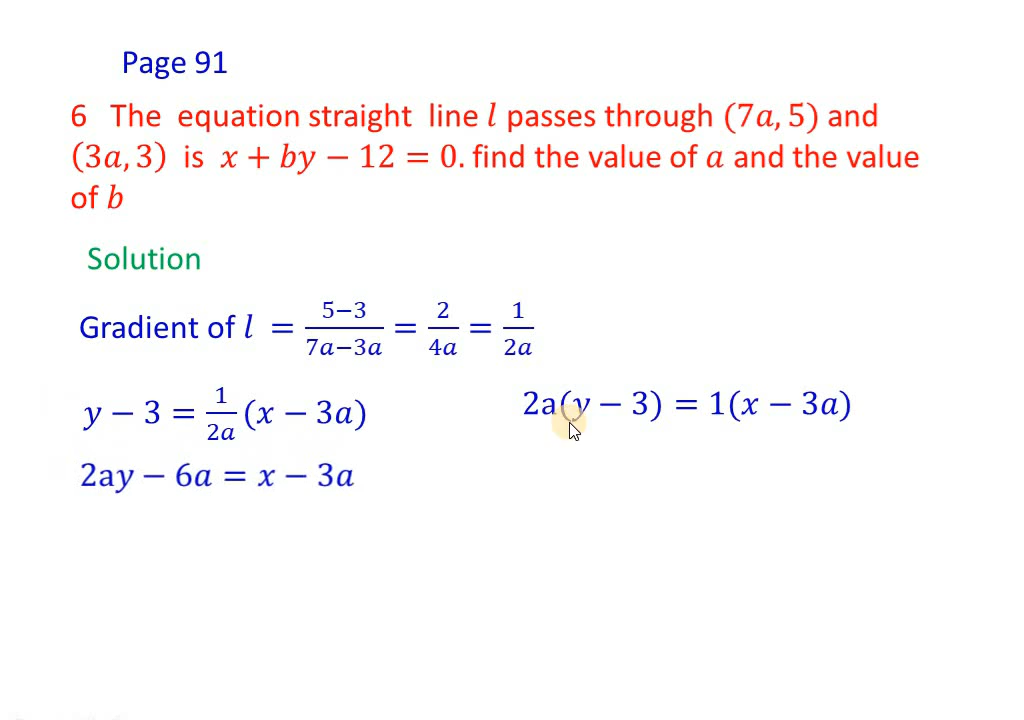 Page 91
6 The equation straight line l passes through (7a, 5) and
(3a, 3) is x + by − 12 = 0. find the value of a and the value
of b
Solution
Gradient of l = 5−3/7a−3a = 2/4a = 1/2a
y − 3 = 1/2a (x − 3a)
2a(y − 3) = 1(x − 3a)
2ay − 6a = x − 3a